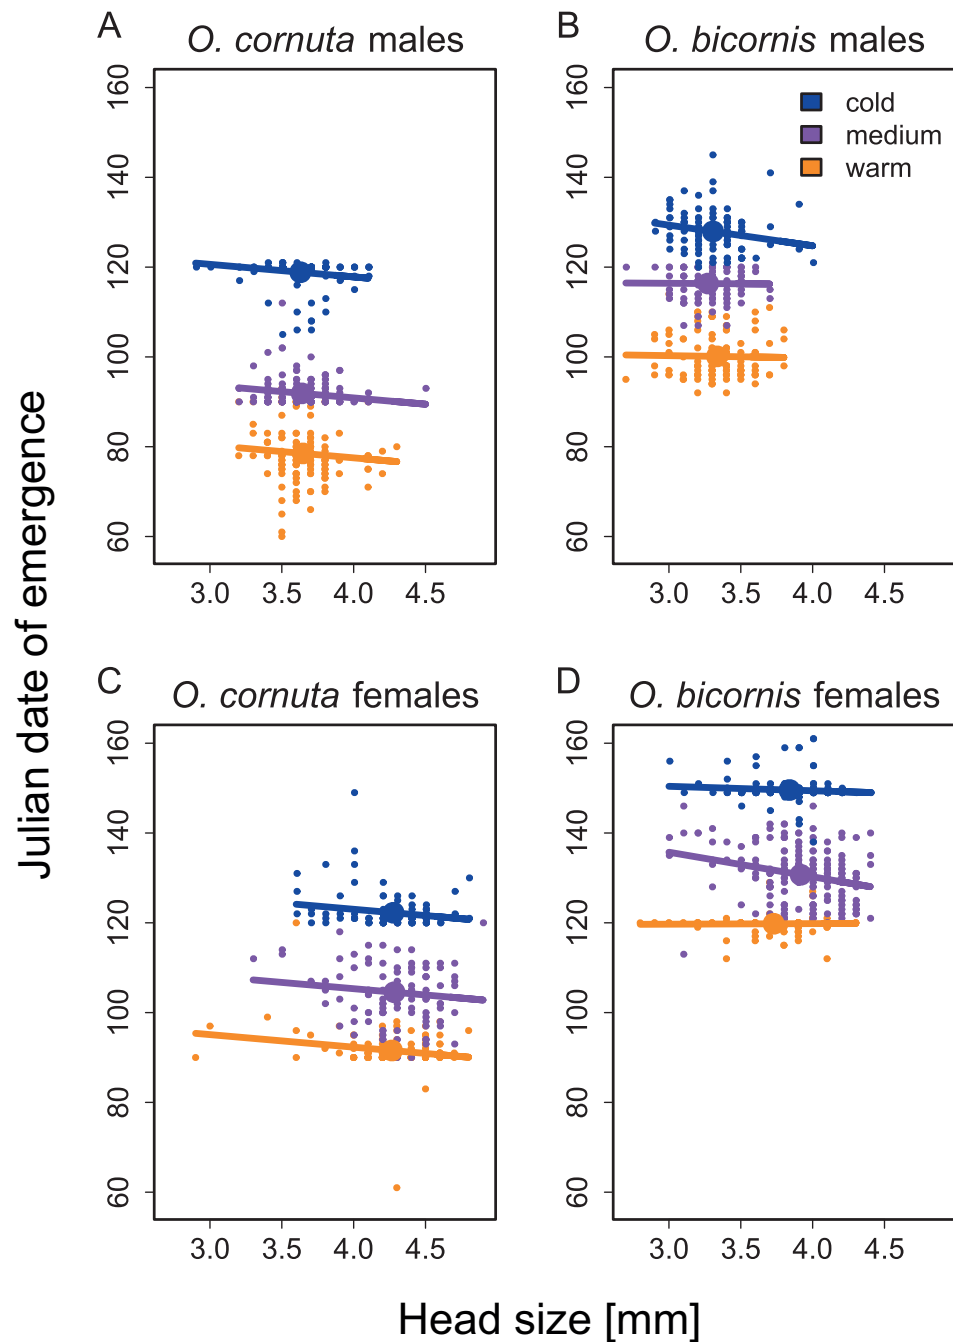 A
O. cornuta males
B
O. bicornis males
160
140
120
100
80
60
3.0 3.5 4.0 4.5
160
140
120
100
80
60
cold
medium
warm
3.0 3.5 4.0 4.5
Julian date of emergence
C
O. cornuta females
D
O. bicornis females
160
140
120
100
80
60
3.0 3.5 4.0 4.5
160
140
120
100
80
60
3.0 3.5 4.0 4.5
Head size [mm]